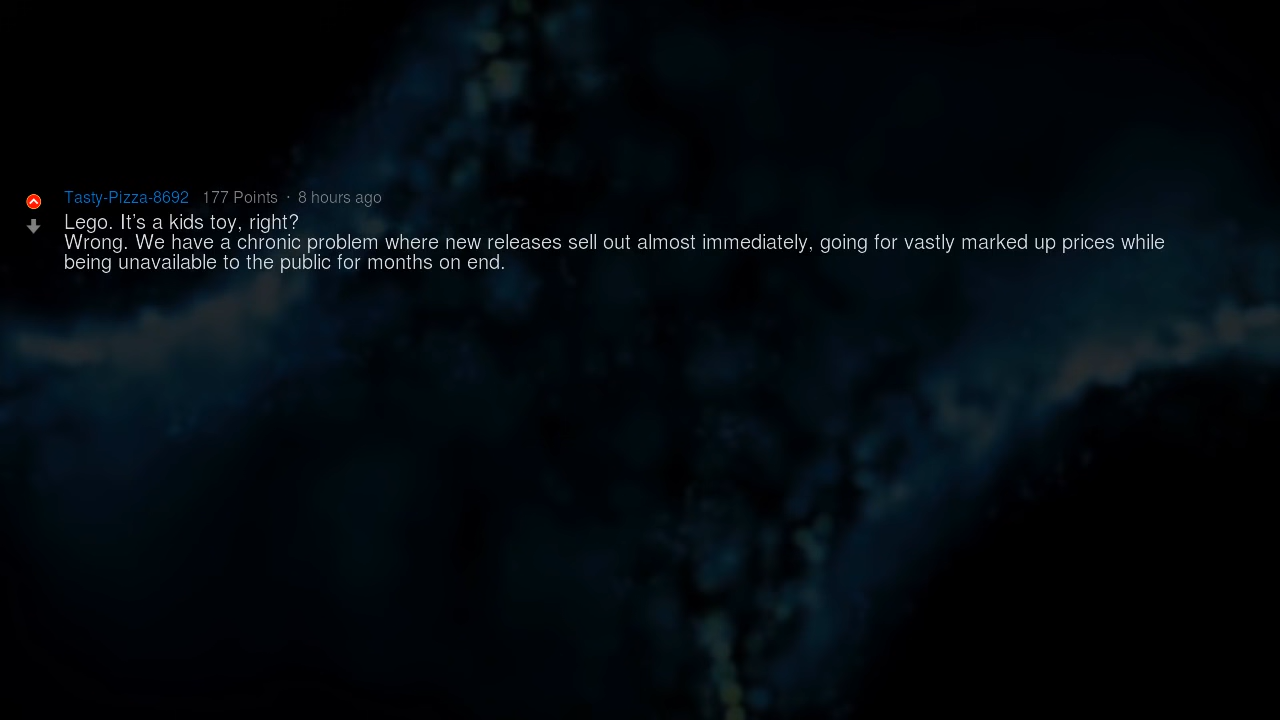 Tasty-Pizza-8692 177 Points · 8 hours ago
Lego. It's a kids toy, right?
Wrong. We have a chronic problem where new releases sell out almost immediately, going for vastly marked up prices while
being unavailable to the public for months on end.